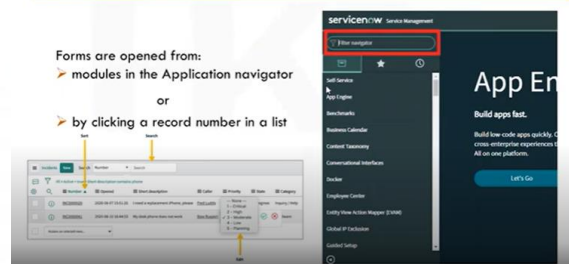 Forms are opened from:
➢ modules in the Application navigator
or
➢ by clicking a record number in a list
Sort
Search
Incidents New Search Number Search
Number Opened Short description Caller Priority State Category
-- None --
1 - Critical
2 - High
3 - Moderate
4 - Low
5 - Planning
Edit
servicenow Service Management
Filter navigator
Self-Service
App Engine
Benchmarks
Business Calendar
Content Taxonomy
Conversational Interfaces
Docker
Employee Center
Entity View Action Mapper (EVAM)
Global IP Exclusion
Guided Setup
App En
Build apps fast.
Build low-code apps quickly. C
cross-enterprise experiences t
All on one platform.
Let's Go